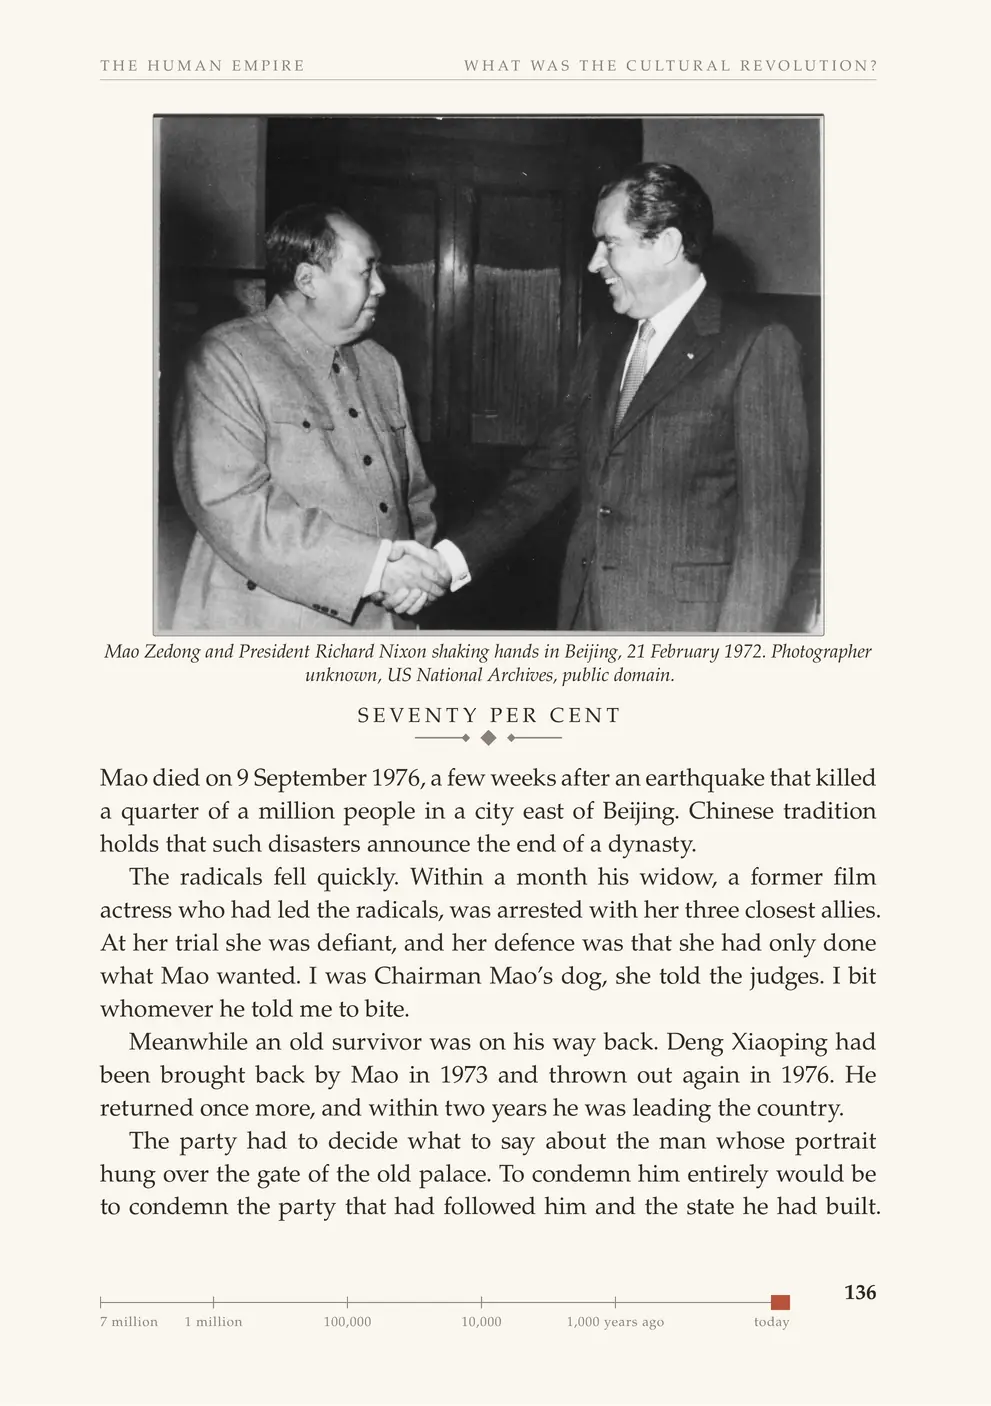 THE HUMAN EMPIRE
WHAT WAS THE CULTURAL REVOLUTION?
Mao Zedong and President Richard Nixon shaking hands in Beijing, 21 February 1972. Photographer
unknown, US National Archives, public domain.
SEVENTY PER CENT
Mao died on 9 September 1976, a few weeks after an earthquake that killed
a quarter of a million people in a city east of Beijing. Chinese tradition
holds that such disasters announce the end of a dynasty.
The radicals fell quickly. Within a month his widow, a former film
actress who had led the radicals, was arrested with her three closest allies.
At her trial she was defiant, and her defence was that she had only done
what Mao wanted. I was Chairman Mao’s dog, she told the judges. I bit
whomever he told me to bite.
Meanwhile an old survivor was on his way back. Deng Xiaoping had
been brought back by Mao in 1973 and thrown out again in 1976. He
returned once more, and within two years he was leading the country.
The party had to decide what to say about the man whose portrait
hung over the gate of the old palace. To condemn him entirely would be
to condemn the party that had followed him and the state he had built.
136
7 million 1 million 100,000 10,000 1,000 years ago today